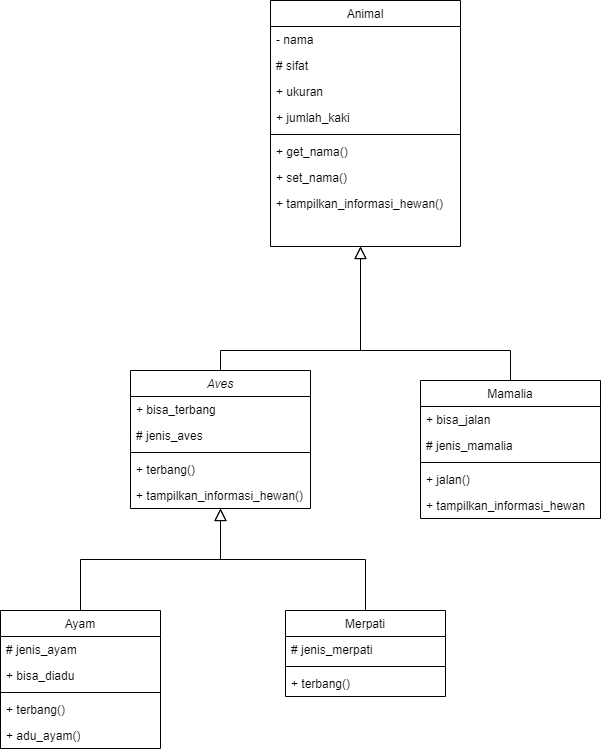 Animal
- nama
# sifat
+ ukuran
+ jumlah_kaki
+ get_nama()
+ set_nama()
+ tampilkan_informasi_hewan()
Aves
+ bisa_terbang
# jenis_aves
+ terbang()
+ tampilkan_informasi_hewan()
Mamalia
+ bisa_jalan
# jenis_mamalia
+ jalan()
+ tampilkan_informasi_hewan
Ayam
# jenis_ayam
+ bisa_diadu
+ terbang()
+ adu_ayam()
Merpati
# jenis_merpati
+ terbang()